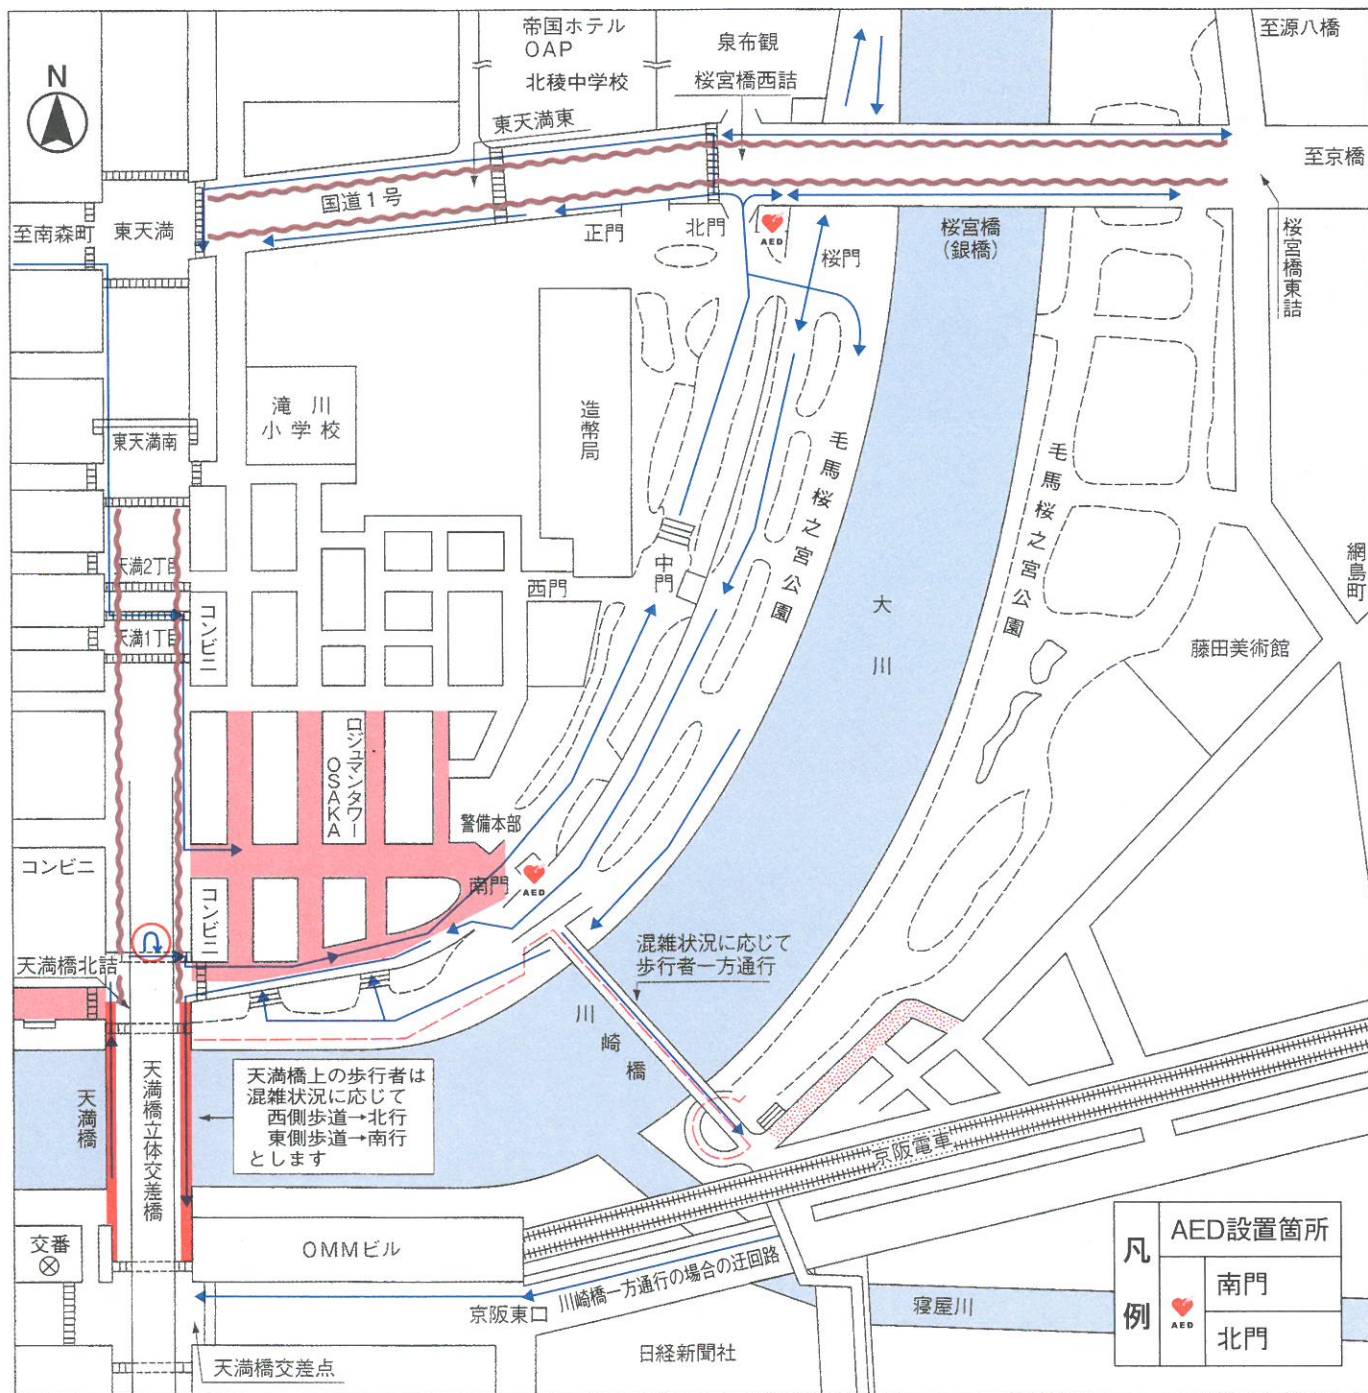 N
帝国ホテル
OAP
北稜中学校
泉布観
桜宮橋西詰
至源八橋
東天満東
至京橋
国道1号
至南森町
東天満
正門
北門
AED
桜門
桜宮橋
(銀橋)
桜宮橋東詰
滝川
小学校
造幣局
東天満南
毛馬桜之宮公園
毛馬桜之宮公園
網島町
天満2丁目
中門
西門
コンビニ
大川
天満1丁目
藤田美術館
ロジュマンタワー
OSAKA
警備本部
コンビニ
南門
AED
コンビニ
混雑状況に応じて
歩行者一方通行
天満橋北詰
川崎橋
天満橋
天満橋立体交差橋
天満橋上の歩行者は
混雑状況に応じて
西側歩道→北行
東側歩道→南行
とします
京阪電車
交番
OMMビル
川崎橋一方通行の場合の迂回路
京阪東口
寝屋川
日経新聞社
天満橋交差点
凡例
AED設置箇所
AED
南門
北門